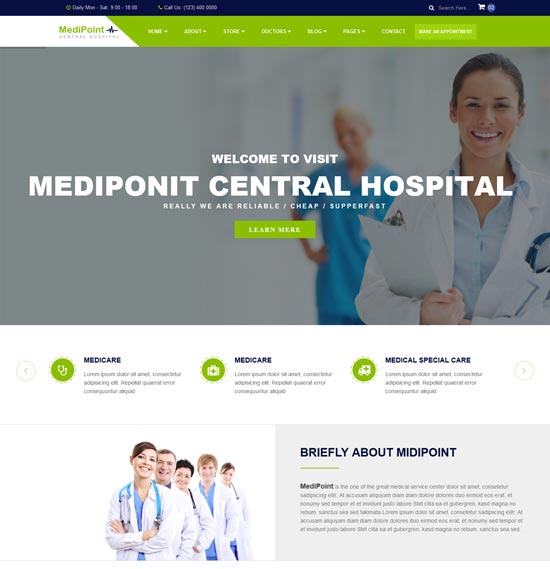 Daily Mon - Sat: 9:00 - 18:00 Call Us: (123) 400 0000 Search Here... 02
MediPoint
CENTRAL HOSPITAL
HOME ABOUT STORE DOCTORS BLOG PAGES CONTACT MAKE AN APPOINTMENT
WELCOME TO VISIT
MEDIPONIT CENTRAL HOSPITAL
REALLY WE ARE RELIABLE / CHEAP / SUPPERFAST
LEARN MERE
MEDICARE
Lorem ipsum dolor sit amet, consectetur
adipisicing elit. Repellat quaerat error
consequuntur aliquid
MEDICARE
Lorem ipsum dolor sit amet, consectetur
adipisicing elit. Repellat quaerat error
consequuntur aliquid
MEDICAL SPECIAL CARE
Lorem ipsum dolor sit amet, consectetur
adipisicing elit. Repellat quaerat error
consequuntur aliquid
BRIEFLY ABOUT MIDIPOINT
MediPoint is the one of the great medical service center dolor sit amet, consetetur
sadipscing elitr, At accusam aliquyam diam diam dolore dolores duo eirmod eos erat, et
nonumy sed tempor et et invidunt justo labore Stet clita ea et gubergren, kasd magna no
rebum. sanctus sea sed takimata Lorem ipsum dolor sit amet, consetetur sadipscing elitr. At
accusam aliquyam diam diam dolore dolores duo eirmod eos erat, et nonumy sed tempor et
et invidunt justo labore Stet clita ea et gubergren, kasd magna no rebum. sanctus sea sed.